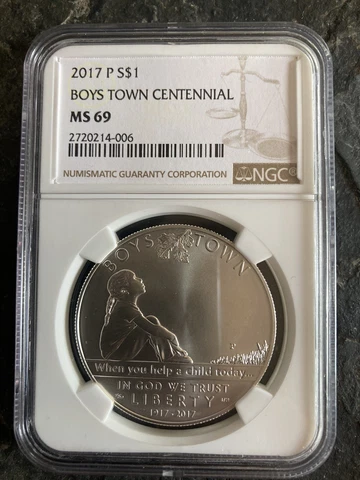 2017 P S$1
BOYS TOWN CENTENNIAL
MS 69
2720214-006
NUMISMATIC GUARANTY CORPORATION
NGC®
BOYS TOWN
When you help a child today...
IN GOD WE TRUST
LIBERTY
1917-2017
P